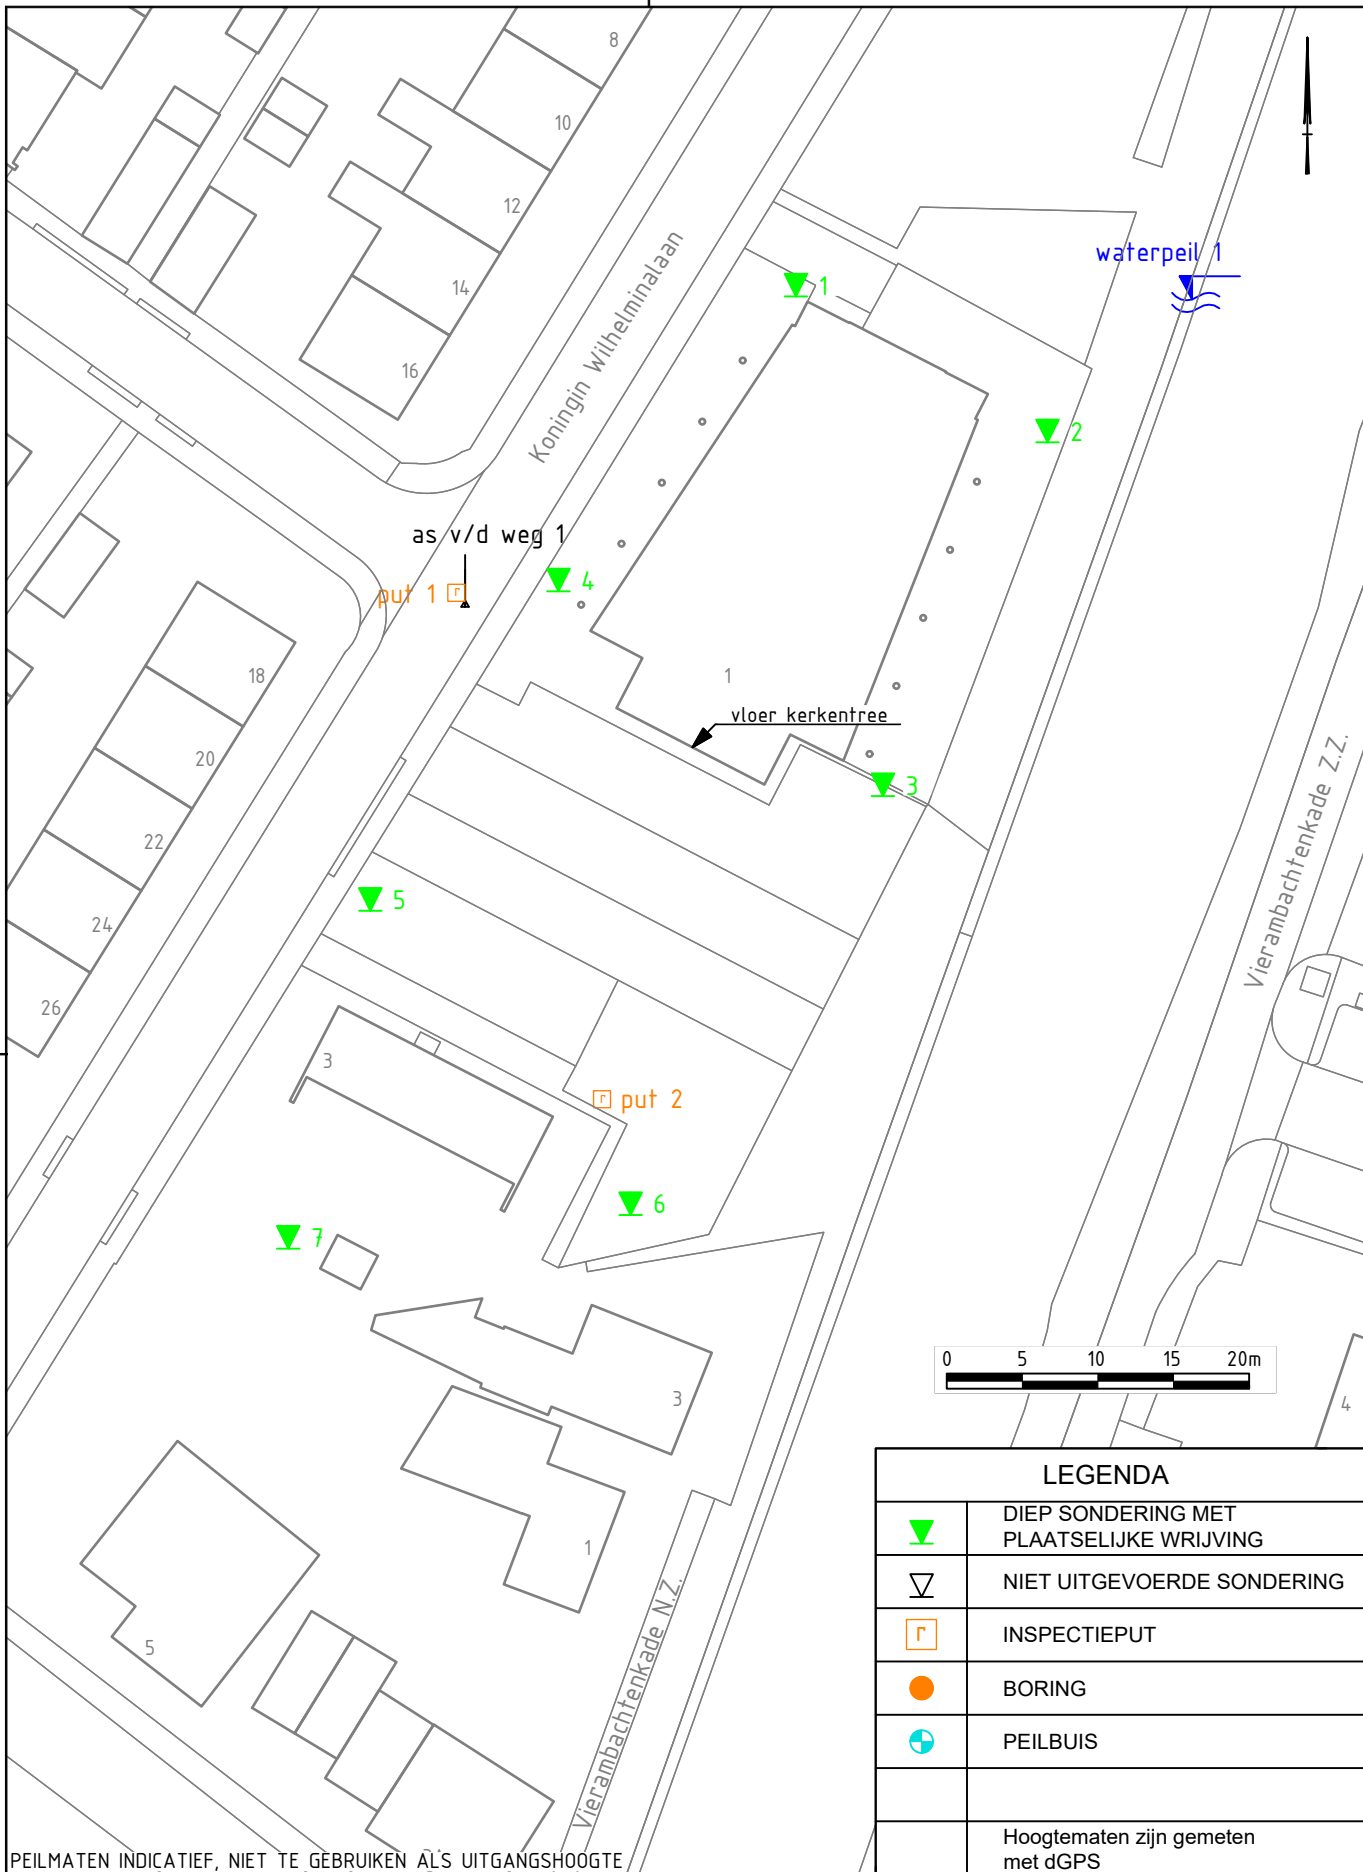 8
10
12
14
16
Koningin Wilhelminalaan
waterpeil 1
1
2
as v/d weg 1
put 1
4
18
1
vloer kerkentree
20
3
22
Vierambachtenkade Z.Z.
5
24
26
3
put 2
6
7
0 5 10 15 20m
3
4
1
5
Vierambachtenkade N.Z.
LEGENDA
DIEP SONDERING MET
PLAATSELIJKE WRIJVING
NIET UITGEVOERDE SONDERING
r INSPECTIEPUT
BORING
PEILBUIS
Hoogtematen zijn gemeten
met dGPS
PEILMATEN INDICATIEF, NIET TE GEBRUIKEN ALS UITGANGSHOOGTE